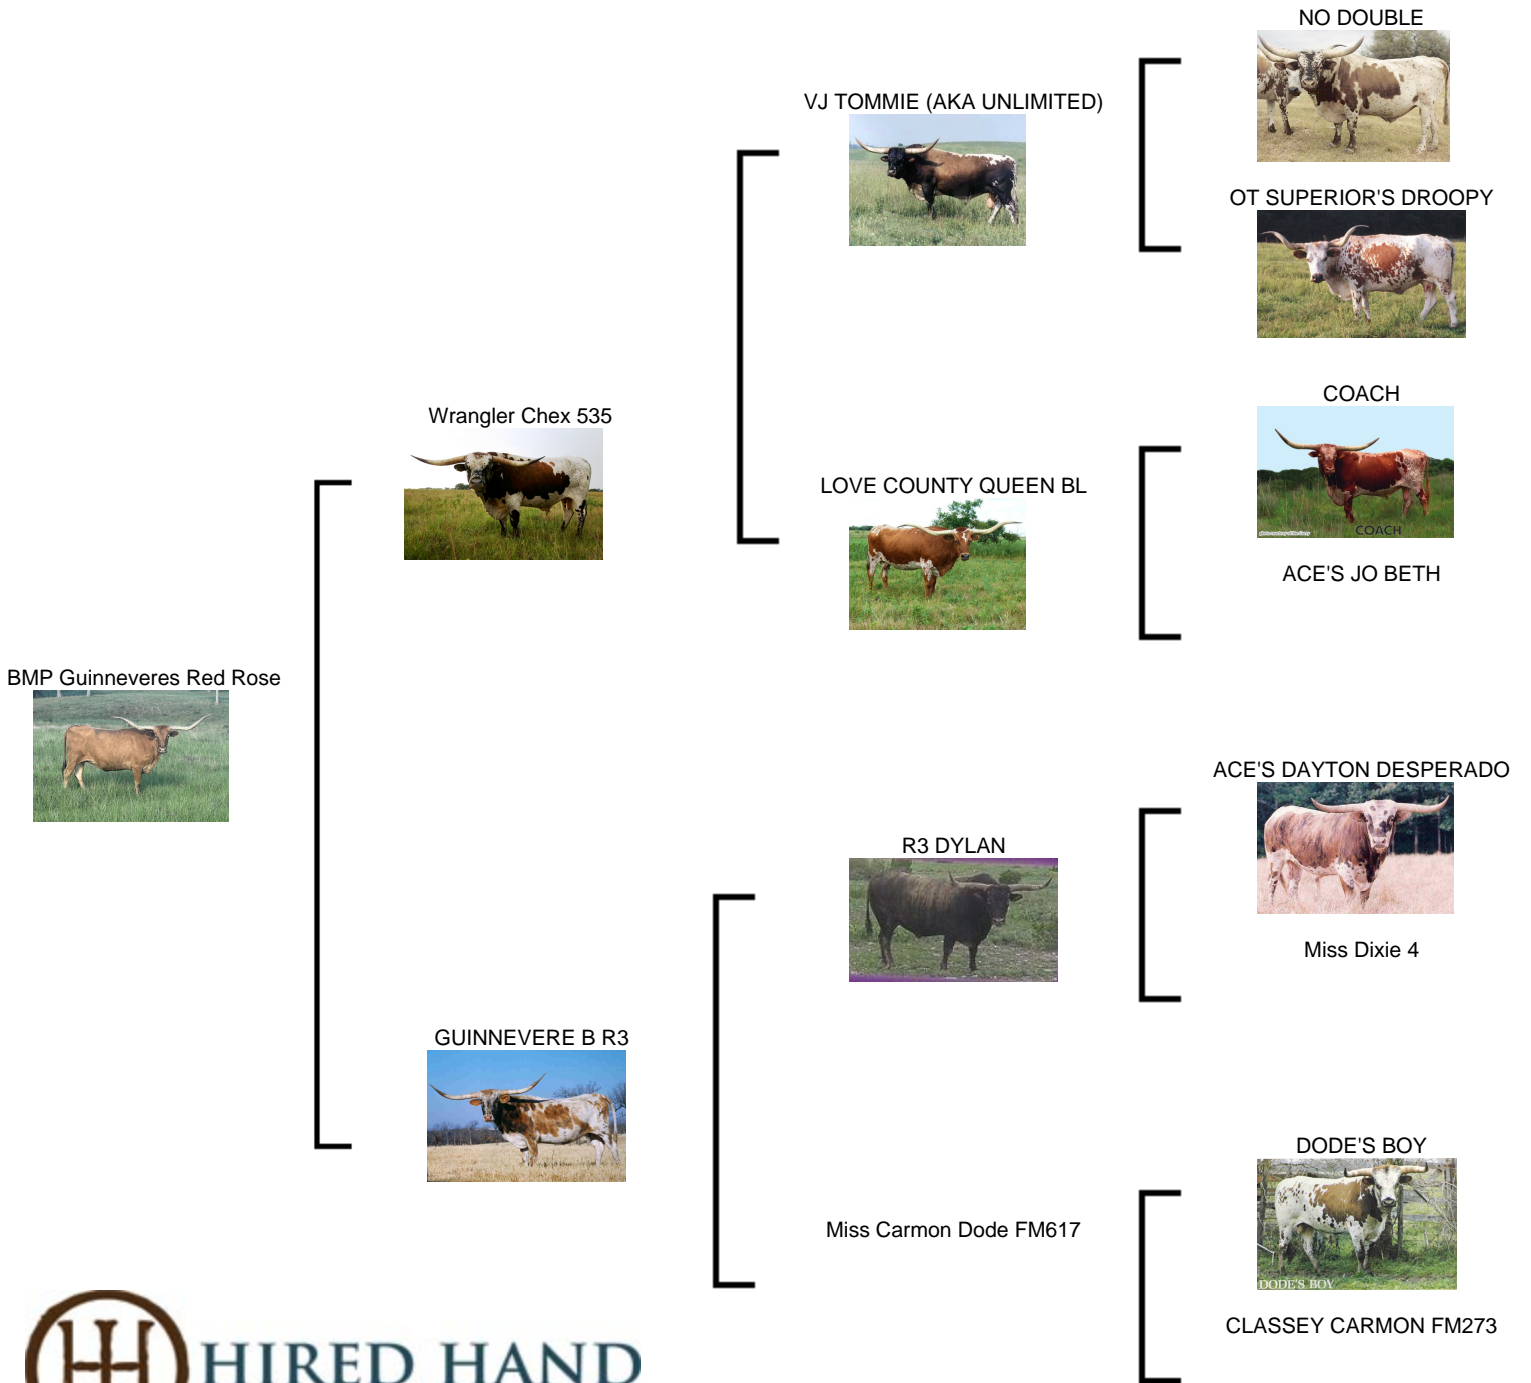 NO DOUBLE
VJ TOMMIE (AKA UNLIMITED)
OT SUPERIOR'S DROOPY
COACH
Wrangler Chex 535
LOVE COUNTY QUEEN BL
COACH
ACE'S JO BETH
BMP Guinneveres Red Rose
ACE'S DAYTON DESPERADO
R3 DYLAN
Miss Dixie 4
GUINNEVERE B R3
DODE'S BOY
Miss Carmon Dode FM617
DODE'S BOY
CLASSEY CARMON FM273
HIRED HAND